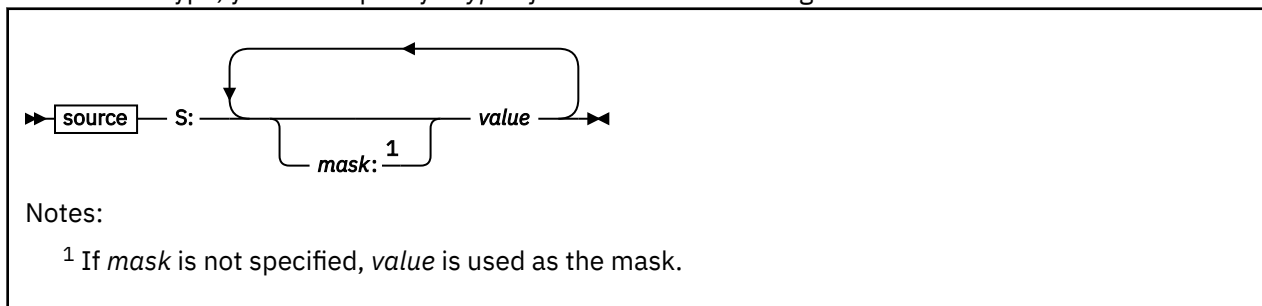 source S: value
mask: 1
Notes:
1 If mask is not specified, value is used as the mask.